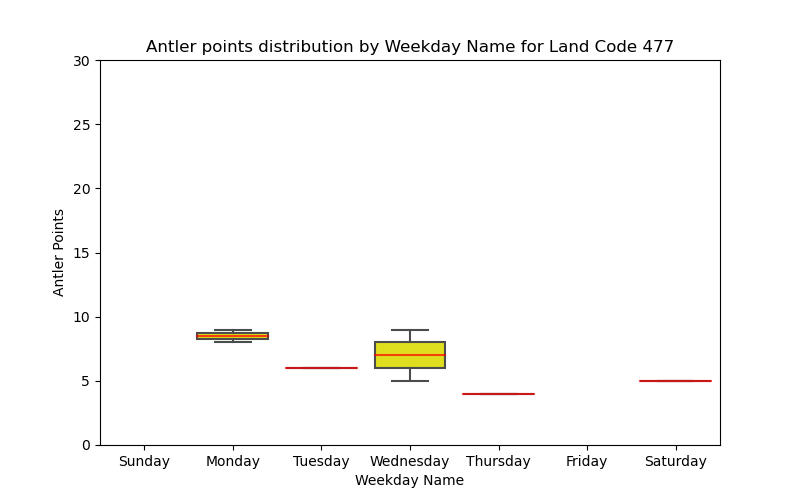 Antler points distribution by Weekday Name for Land Code 477
30
25
20
15
10
5
0
Antler Points
Sunday Monday Tuesday Wednesday Thursday Friday Saturday
Weekday Name